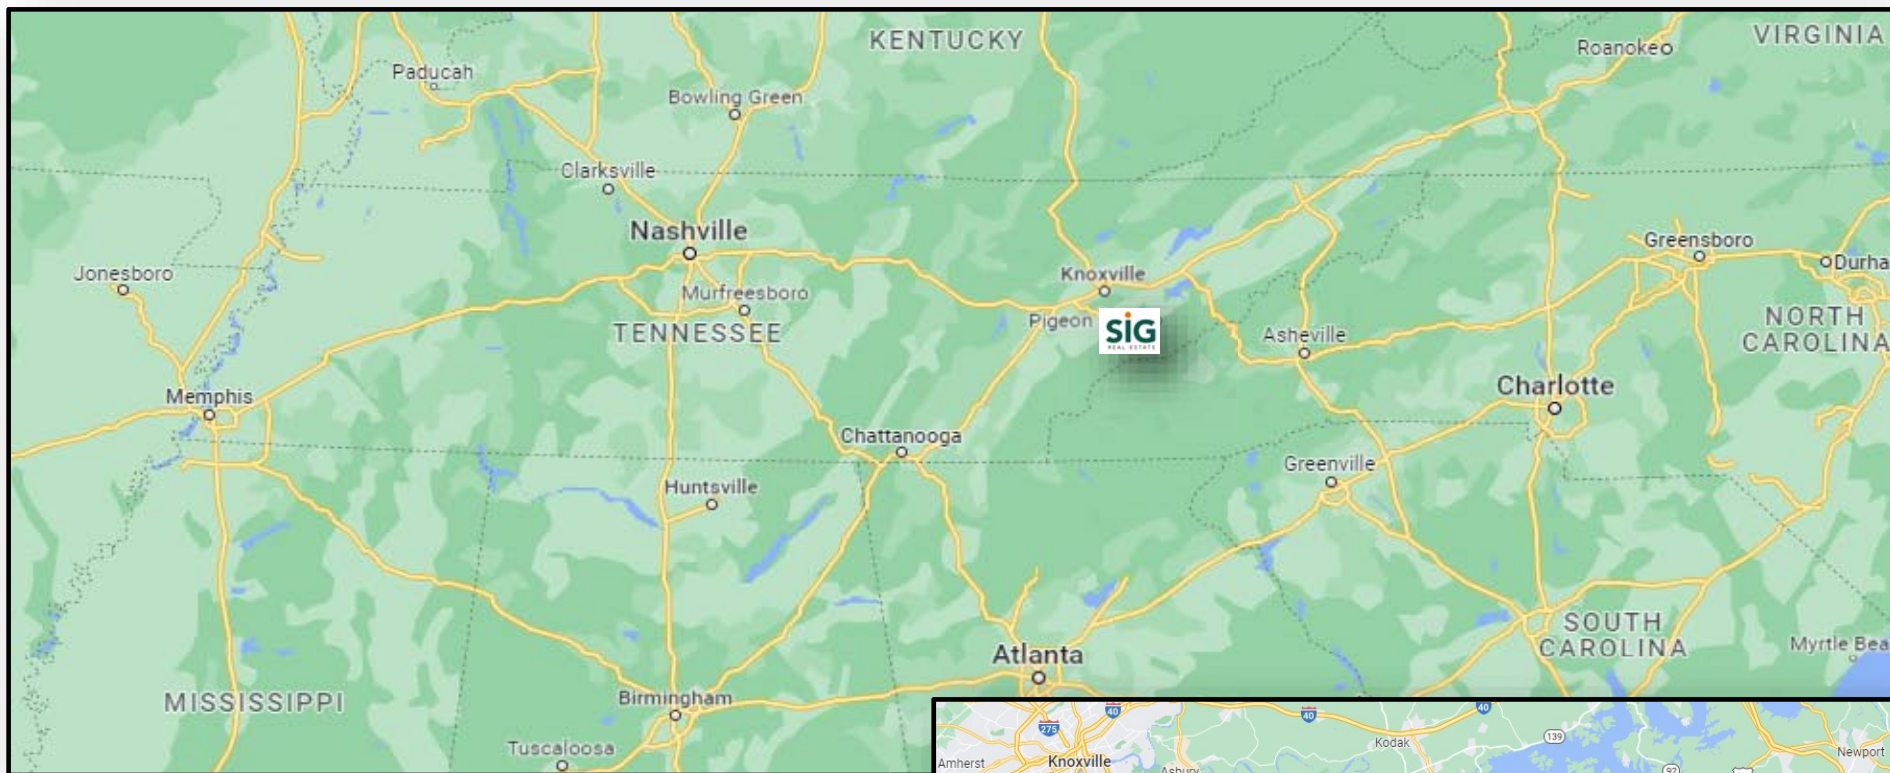 KENTUCKY
VIRGINIA
Roanoke
Paducah
Bowling Green
Clarksville
Nashville
Greensboro
Durha
Jonesboro
Knoxville
Murfreesboro
Pigeon
SiG
REAL ESTATE
TENNESSEE
Asheville
NORTH
CAROLINA
Memphis
Charlotte
Chattanooga
Greenville
Huntsville
SOUTH
CAROLINA
Myrtle Bea
Atlanta
MISSISSIPPI
Birmingham
Tuscaloosa
40
40
40
275
139
Kodak
Newport
Amherst
Knoxville
Asbury
92